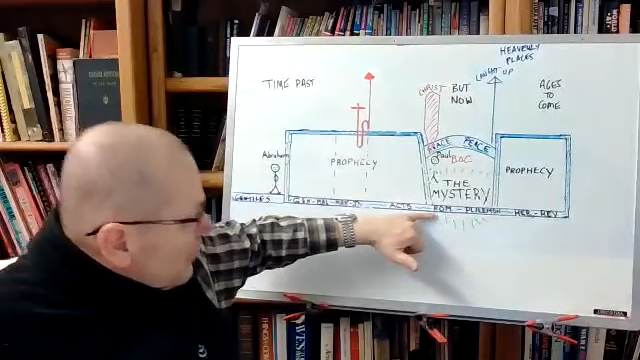 HEAVENLY
PLACES
CAUGHT
UP
TIME PAST
CHRIST
BUT
NOW
AGES
TO
COME
GRACE PEACE
Abraham
PROPHECY
Paul BOC
THE
MYSTERY
PROPHECY
GENTILES
ACTS ROM - PHILEMON HEB - REV